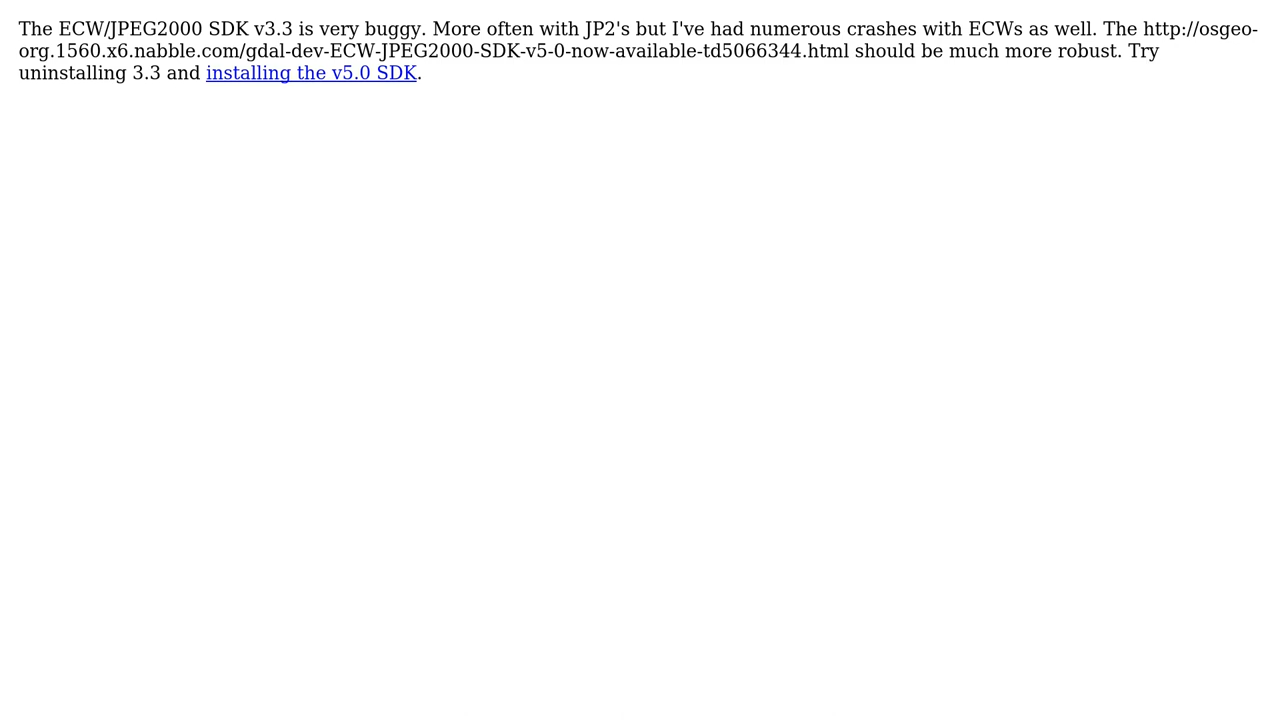 The ECW/JPEG2000 SDK v3.3 is very buggy. More often with JP2's but I've had numerous crashes with ECWs as well. The http://osgeo-
org.1560.x6.nabble.com/gdal-dev-ECW-JPEG2000-SDK-v5-0-now-available-td5066344.html should be much more robust. Try
uninstalling 3.3 and installing the v5.0 SDK.